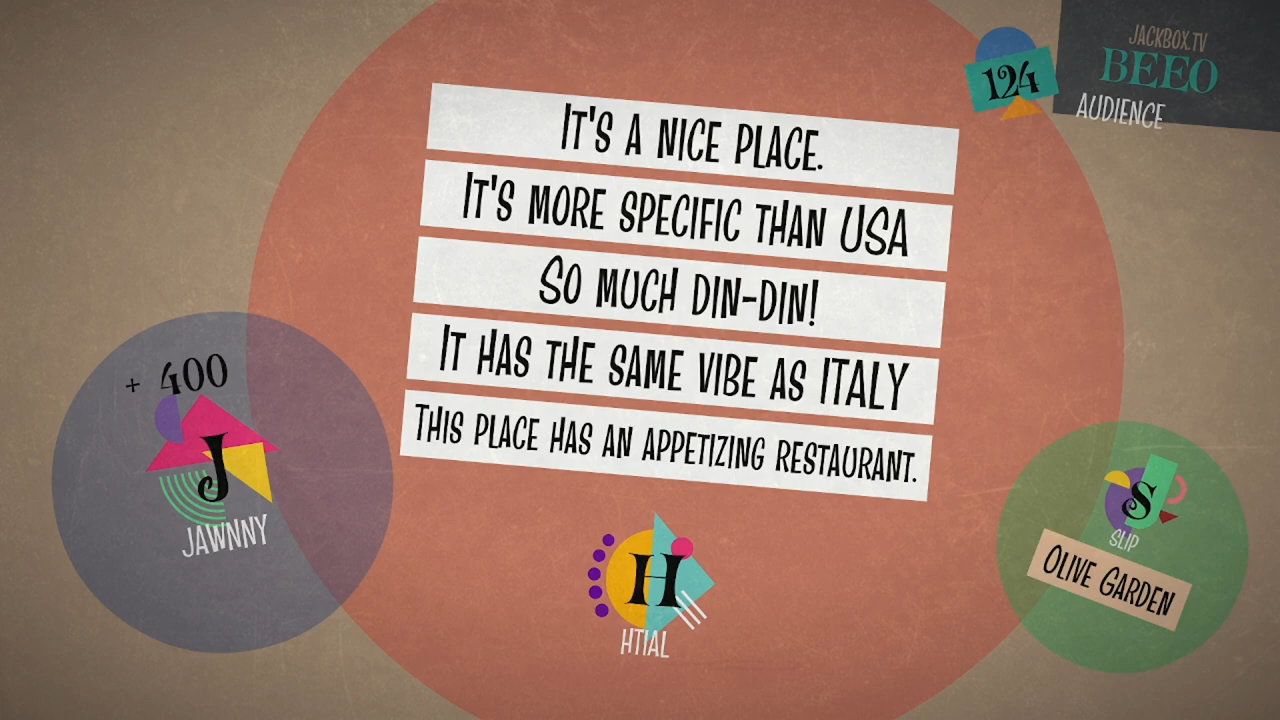 JACKBOX.TV
BEEO
124
AUDIENCE
It's a nice place.
It's more specific than USA
So much din-din!
It has the same vibe as ITALY
This place has an appetizing restaurant.
+ 400
J
JAWNNY
H
HTIAL
S
SLIP
Olive Garden